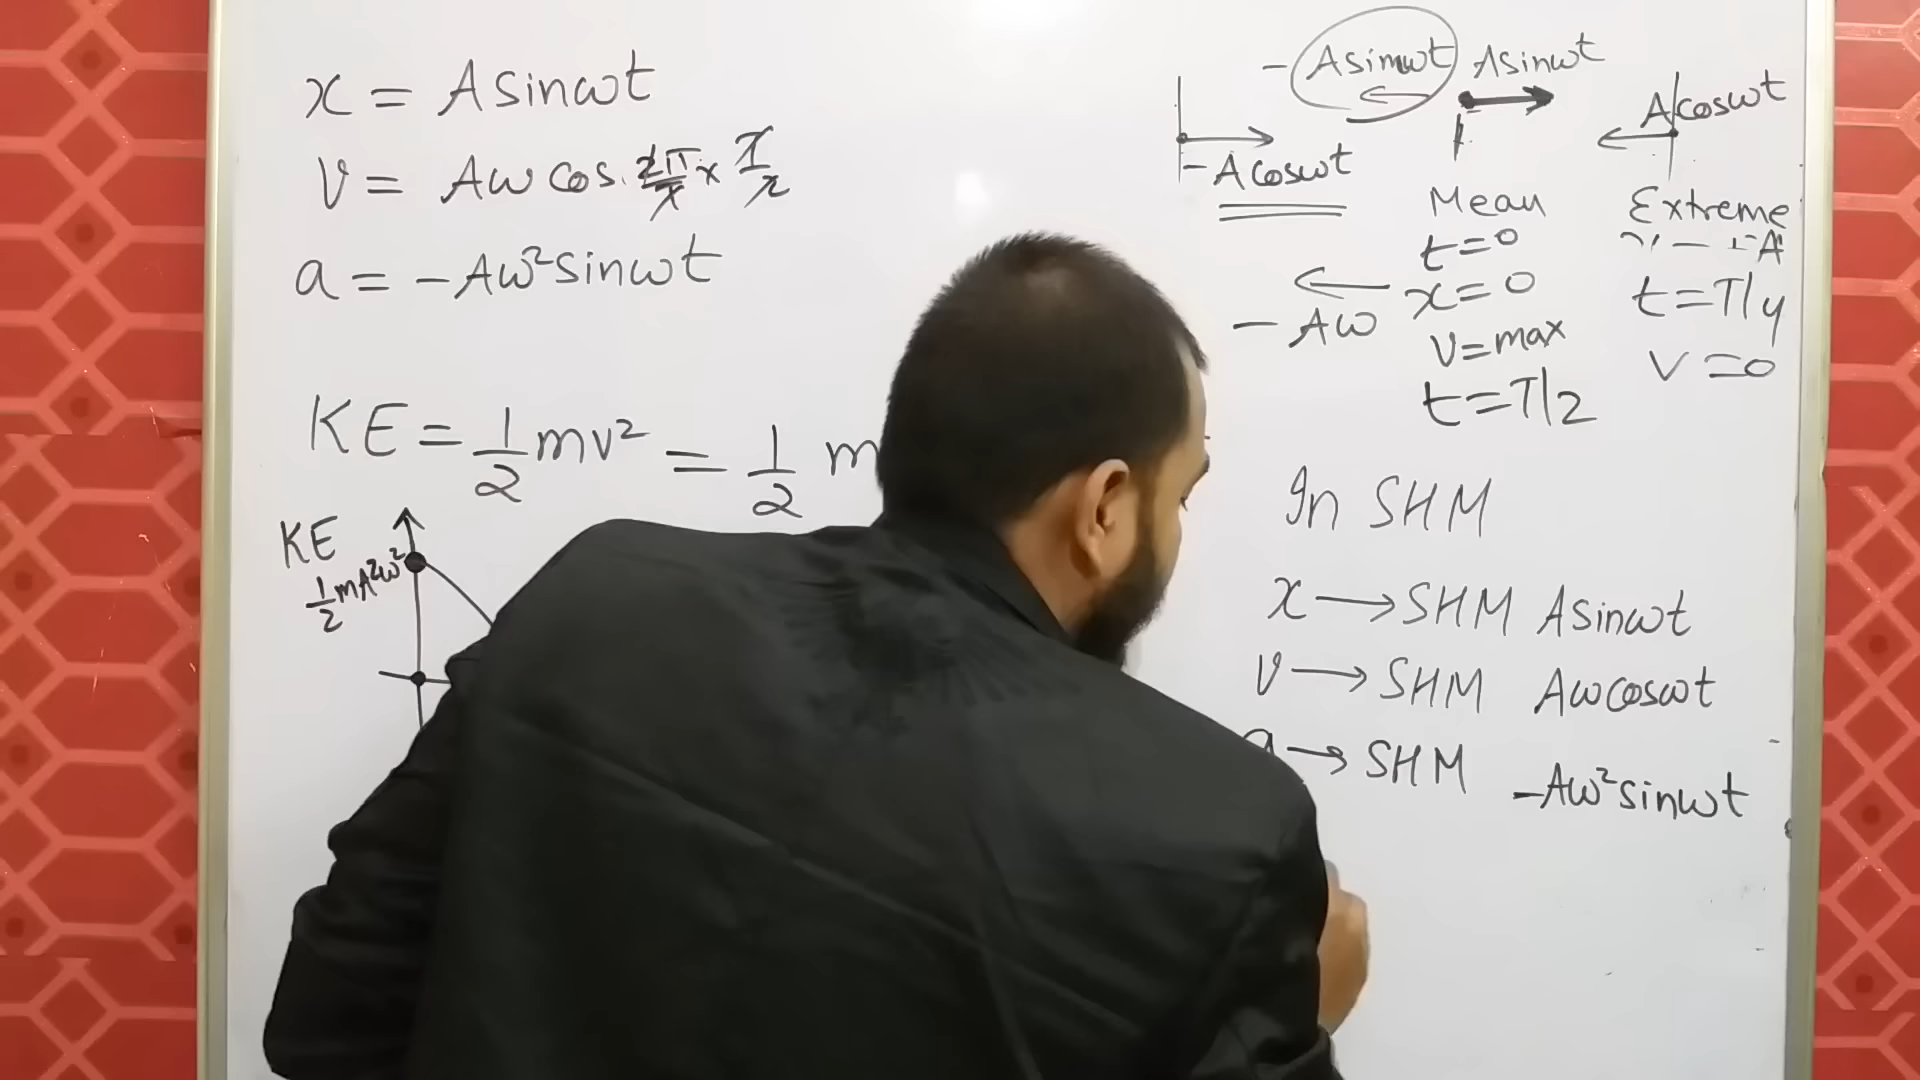 x = A sinωt
V = Aω cos 2π/T × T/2
a = -Aω²sinωt
KE = 1/2 mv² = 1/2 m
KE
1/2 mA²ω²
- Asinωt Asinωt
-Acosωt
Acosωt
Mean
t=0
x=0
- Aω
V=max
t=T/2
Extreme
t=T/4
V=0
In SHM
x → SHM Asinωt
V → SHM Aωcosωt
a → SHM -Aω²sinωt